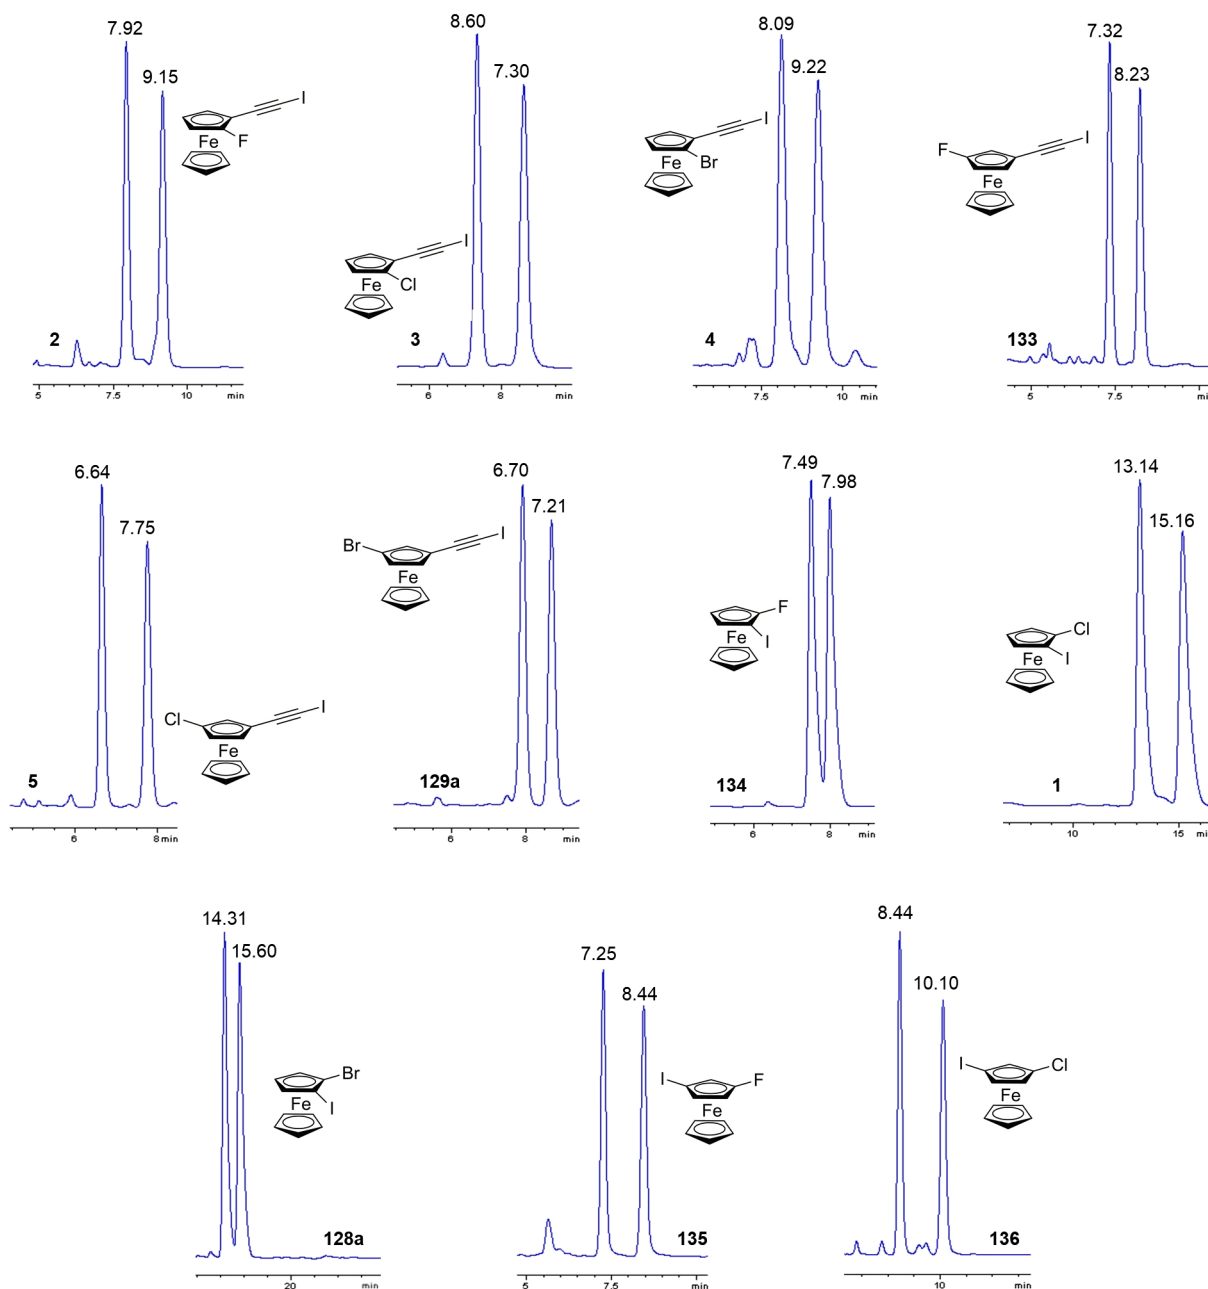 7.92
9.15
I
F
Fe
2
5
7.5
10
min
8.60
7.30
I
Cl
Fe
3
6
8
min
8.09
9.22
I
Br
Fe
4
7.5
10
min
7.32
8.23
I
F
Fe
133
5
7.5
min
6.64
7.75
I
Cl
Fe
5
6
8 min
6.70
7.21
I
Br
Fe
129a
6
8
min
7.49
7.98
F
I
Fe
134
6
8
min
13.14
15.16
Cl
I
Fe
1
10
15
mi
14.31
15.60
Br
I
Fe
128a
20
min
7.25
8.44
I
F
Fe
135
5
7.5
10
min
8.44
10.10
I
Cl
Fe
136
10
min